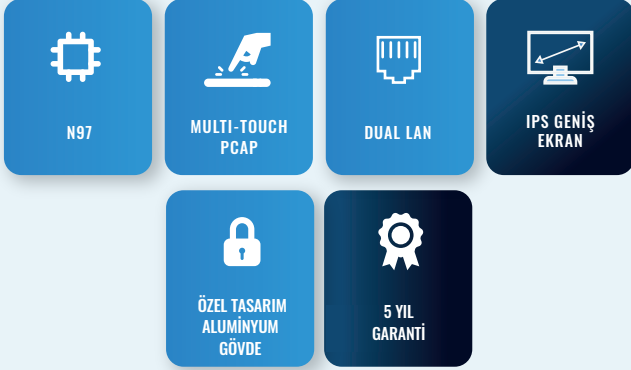 N97
MULTI-TOUCH
PCAP
DUAL LAN
IPS GENİŞ
EKRAN
ÖZEL TASARIM
ALUMİNYUM
GÖVDE
5 YIL
GARANTİ